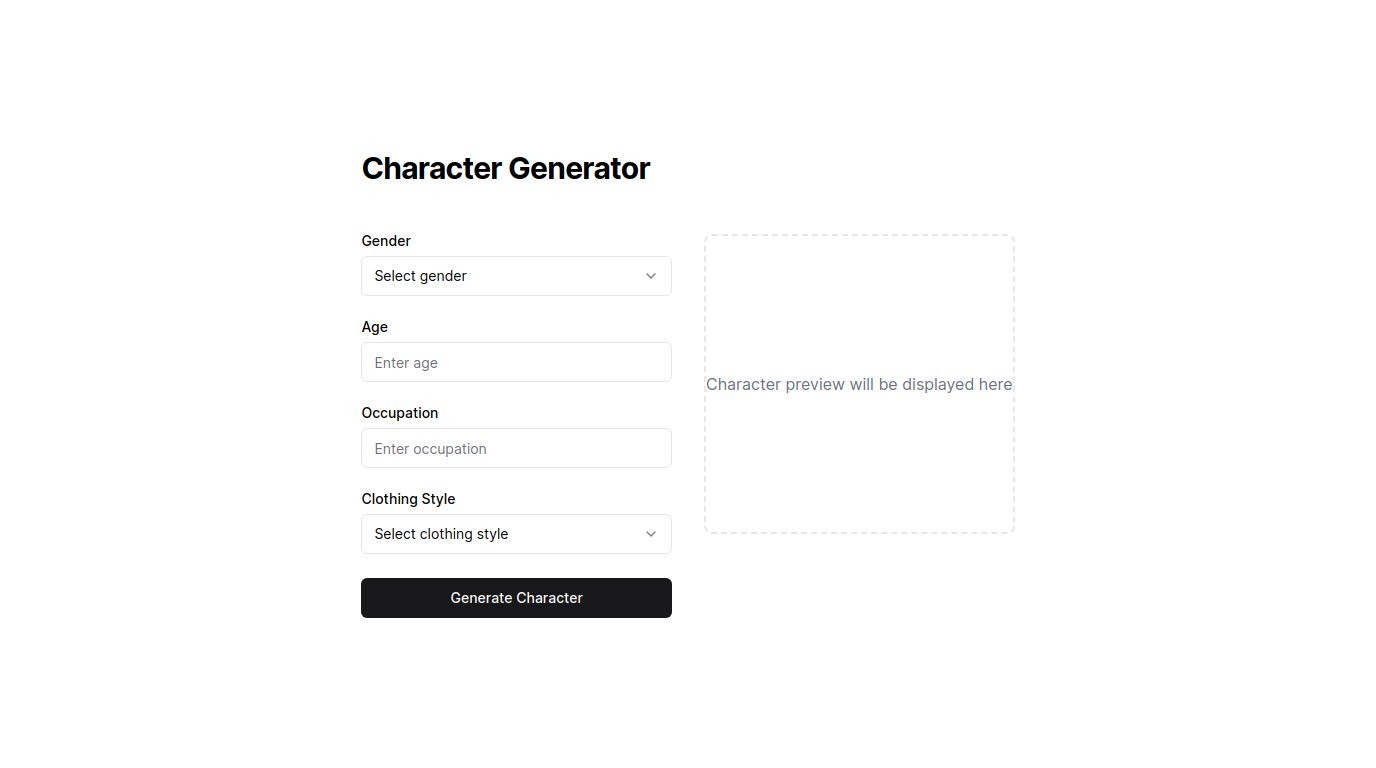 Character Generator
Gender
Select gender
Age
Enter age
Occupation
Enter occupation
Clothing Style
Select clothing style
Generate Character
Character preview will be displayed here